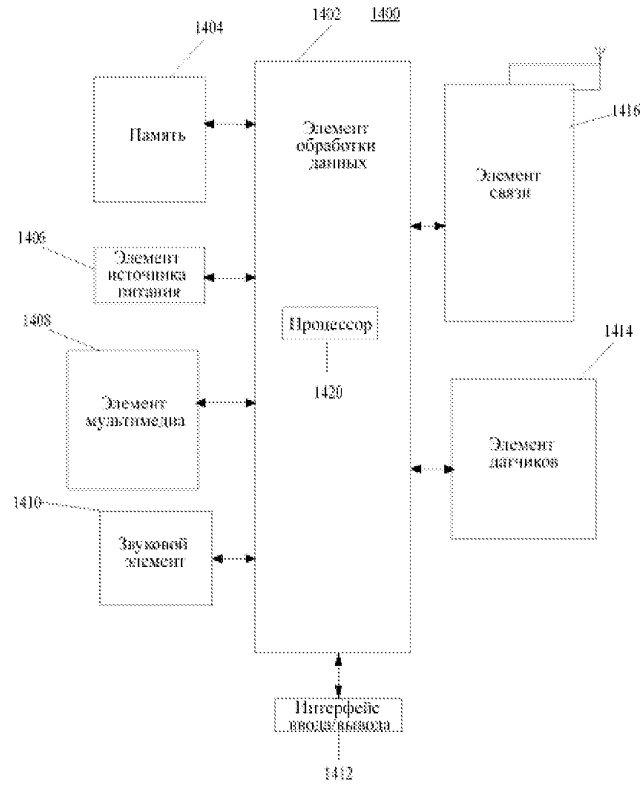 1404
1402
1400
Память
Элемент
обработки
данных
1416
Элемент
связи
1406
Элемент
источника
питания
1408
Процессор
1420
1414
Элемент
мультимедиа
Элемент
датчиков
1410
Звуковой
элемент
Интерфейс
ввода/вывода
1412